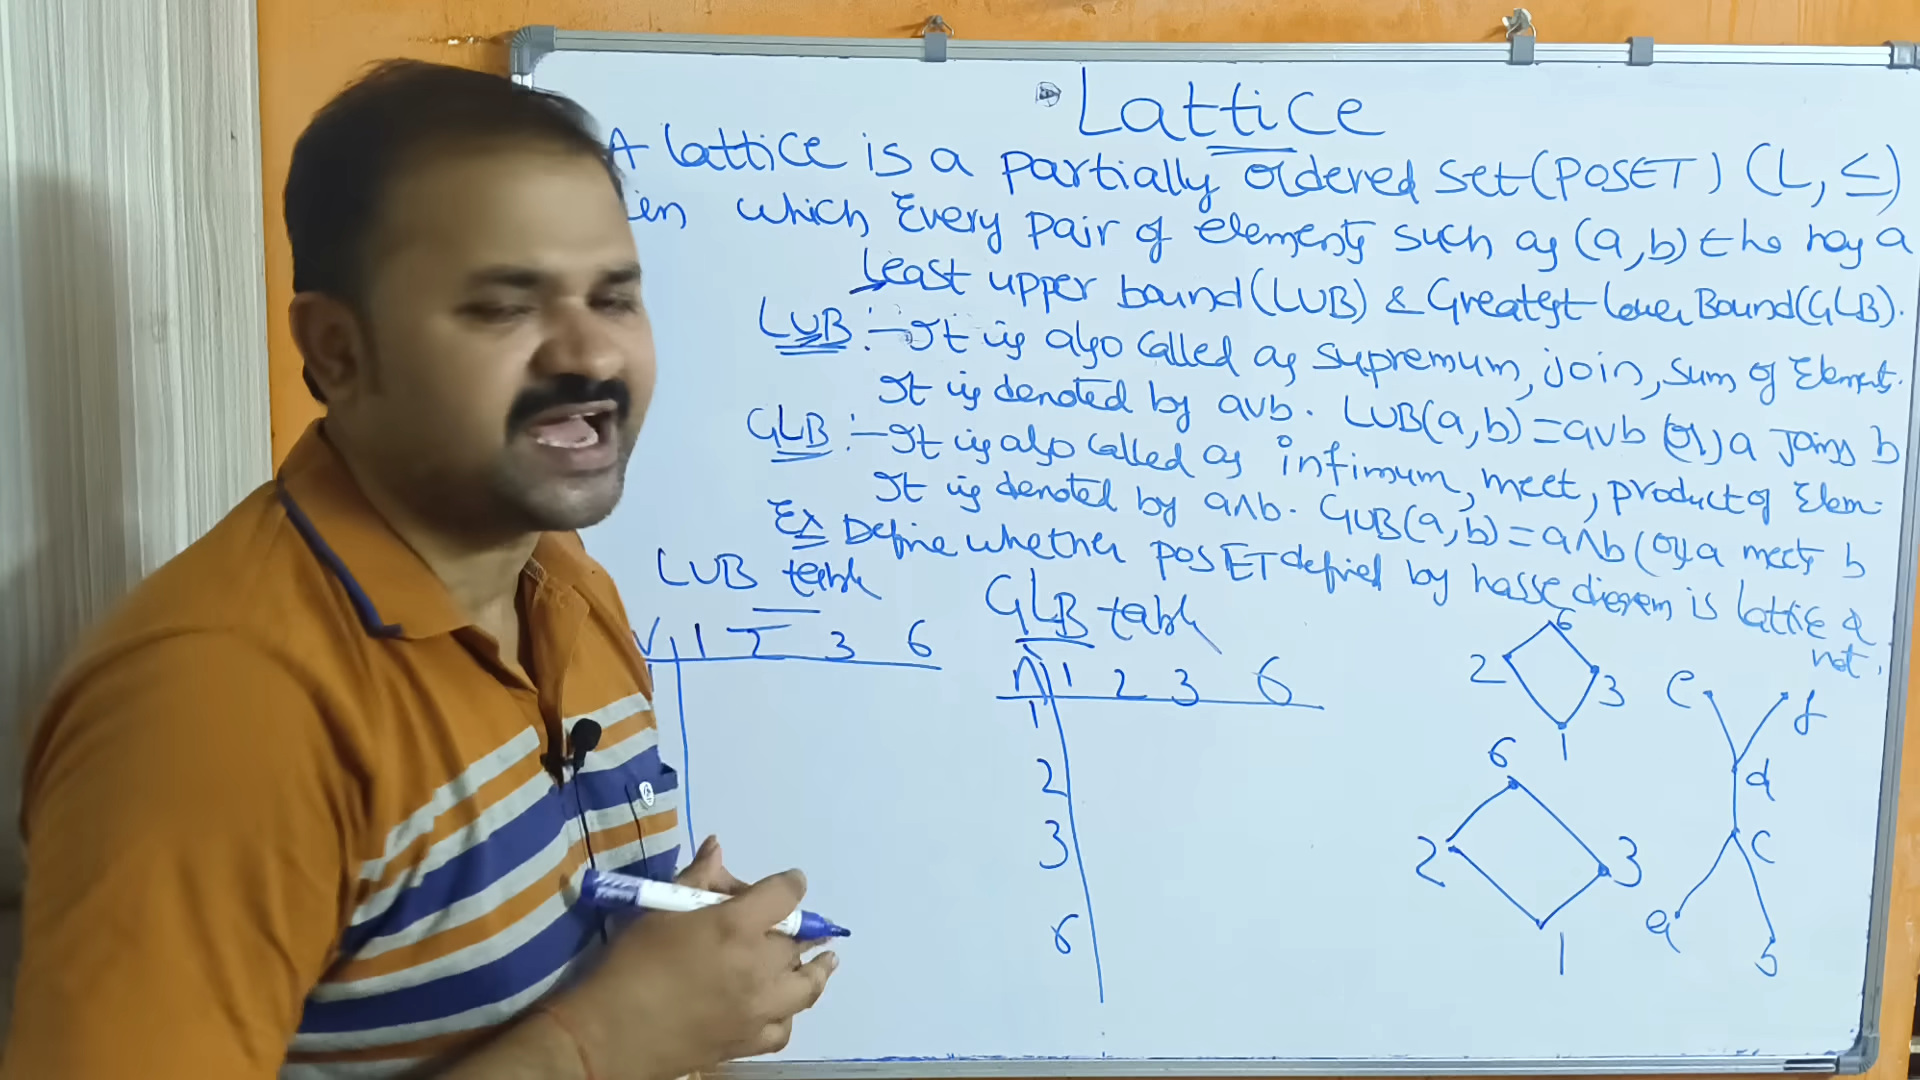 Lattice
A lattice is a partially ordered set (POSET) (L, ≤)
in which Every pair of elements such as (a,b) the has a
Least upper bound (LUB) & Greatest lower Bound (GLB).
LUB :- It is also called as supremum, join, sum of Elements.
It is denoted by a∨b. LUB(a,b) = a∨b (or) a joins b
GLB :- It is also called as infimum, meet, product of Elem-
It is denoted by a∧b. GUB(a,b) = a∧b (or) a meets b
Ex Define whether POSET defined by hasse diagram is lattice or
not.
LUB table
∨ 1 2 3 6
GLB table
∧ 1 2 3 6
1
2
3
6
6
2 3
1
6
2 3
1
e f
d
c
a b